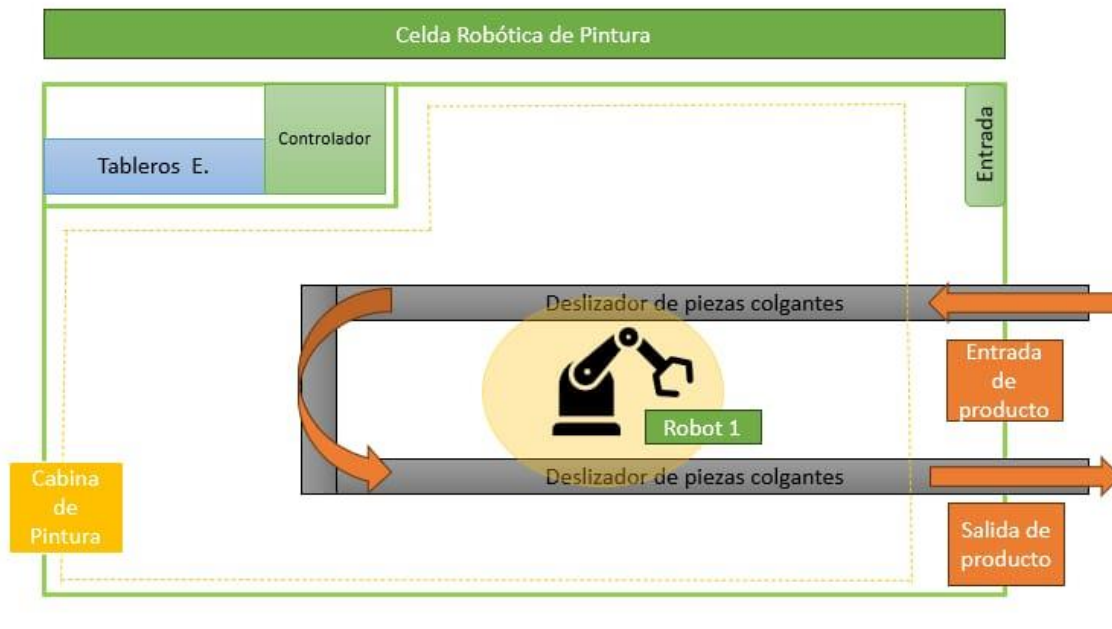 Celda Robótica de Pintura
Controlador
Tableros E.
Entrada
Deslizador de piezas colgantes
Entrada
de
producto
Robot 1
Deslizador de piezas colgantes
Cabina
de
Pintura
Salida de
producto